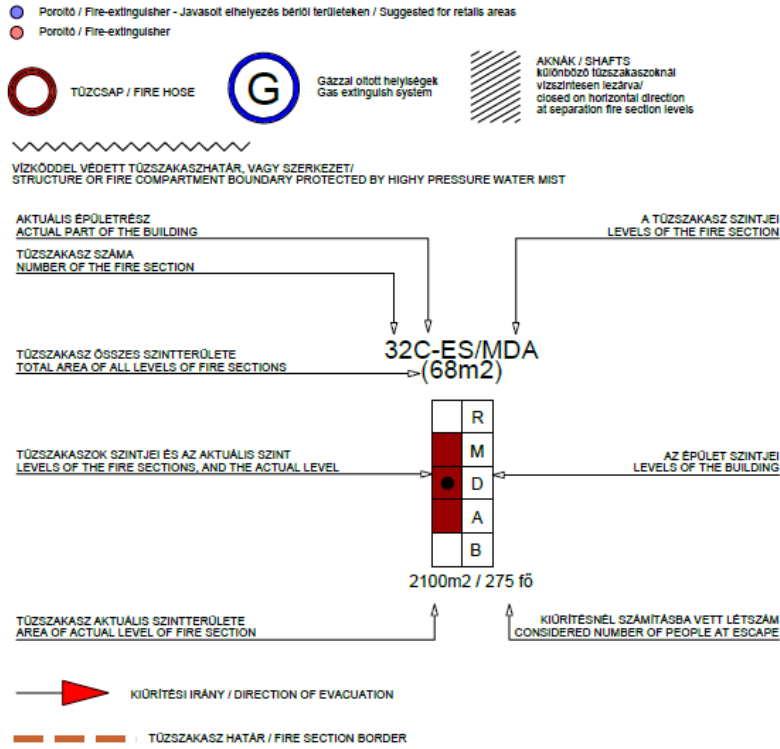 Poroltó / Fire-extinguisher - Javasolt elhelyezés bérlői területeken / Suggested for retails areas
Poroltó / Fire-extinguisher
TŰZCSAP / FIRE HOSE
G
Gázzal oltott helyiségek
Gas extinguish system
AKNÁK / SHAFTS
különböző tűzszakaszoknál
vízszintesen lezárva/
closed on horizontal direction
at separation fire section levels
VÍZKÖDDEL VÉDETT TŰZSZAKASZHATÁR, VAGY SZERKEZET/
STRUCTURE OR FIRE COMPARTMENT BOUNDARY PROTECTED BY HIGHY PRESSURE WATER MIST
AKTUÁLIS ÉPÜLETRÉSZ
ACTUAL PART OF THE BUILDING
A TŰZSZAKASZ SZINTJEI
LEVELS OF THE FIRE SECTION
TŰZSZAKASZ SZÁMA
NUMBER OF THE FIRE SECTION
32C-ES/MDA
(68m2)
TŰZSZAKASZ ÖSSZES SZINTTERÜLETE
TOTAL AREA OF ALL LEVELS OF FIRE SECTIONS
R
M
D
A
B
TŰZSZAKASZOK SZINTJEI ÉS AZ AKTUÁLIS SZINT
LEVELS OF THE FIRE SECTIONS, AND THE ACTUAL LEVEL
AZ ÉPÜLET SZINTJEI
LEVELS OF THE BUILDING
2100m2 / 275 fő
TŰZSZAKASZ AKTUÁLIS SZINTTERÜLETE
AREA OF ACTUAL LEVEL OF FIRE SECTION
KIÜRÍTÉSNÉL SZÁMÍTÁSBA VETT LÉTSZÁM
CONSIDERED NUMBER OF PEOPLE AT ESCAPE
KIÜRÍTÉSI IRÁNY / DIRECTION OF EVACUATION
TŰZSZAKASZ HATÁR / FIRE SECTION BORDER